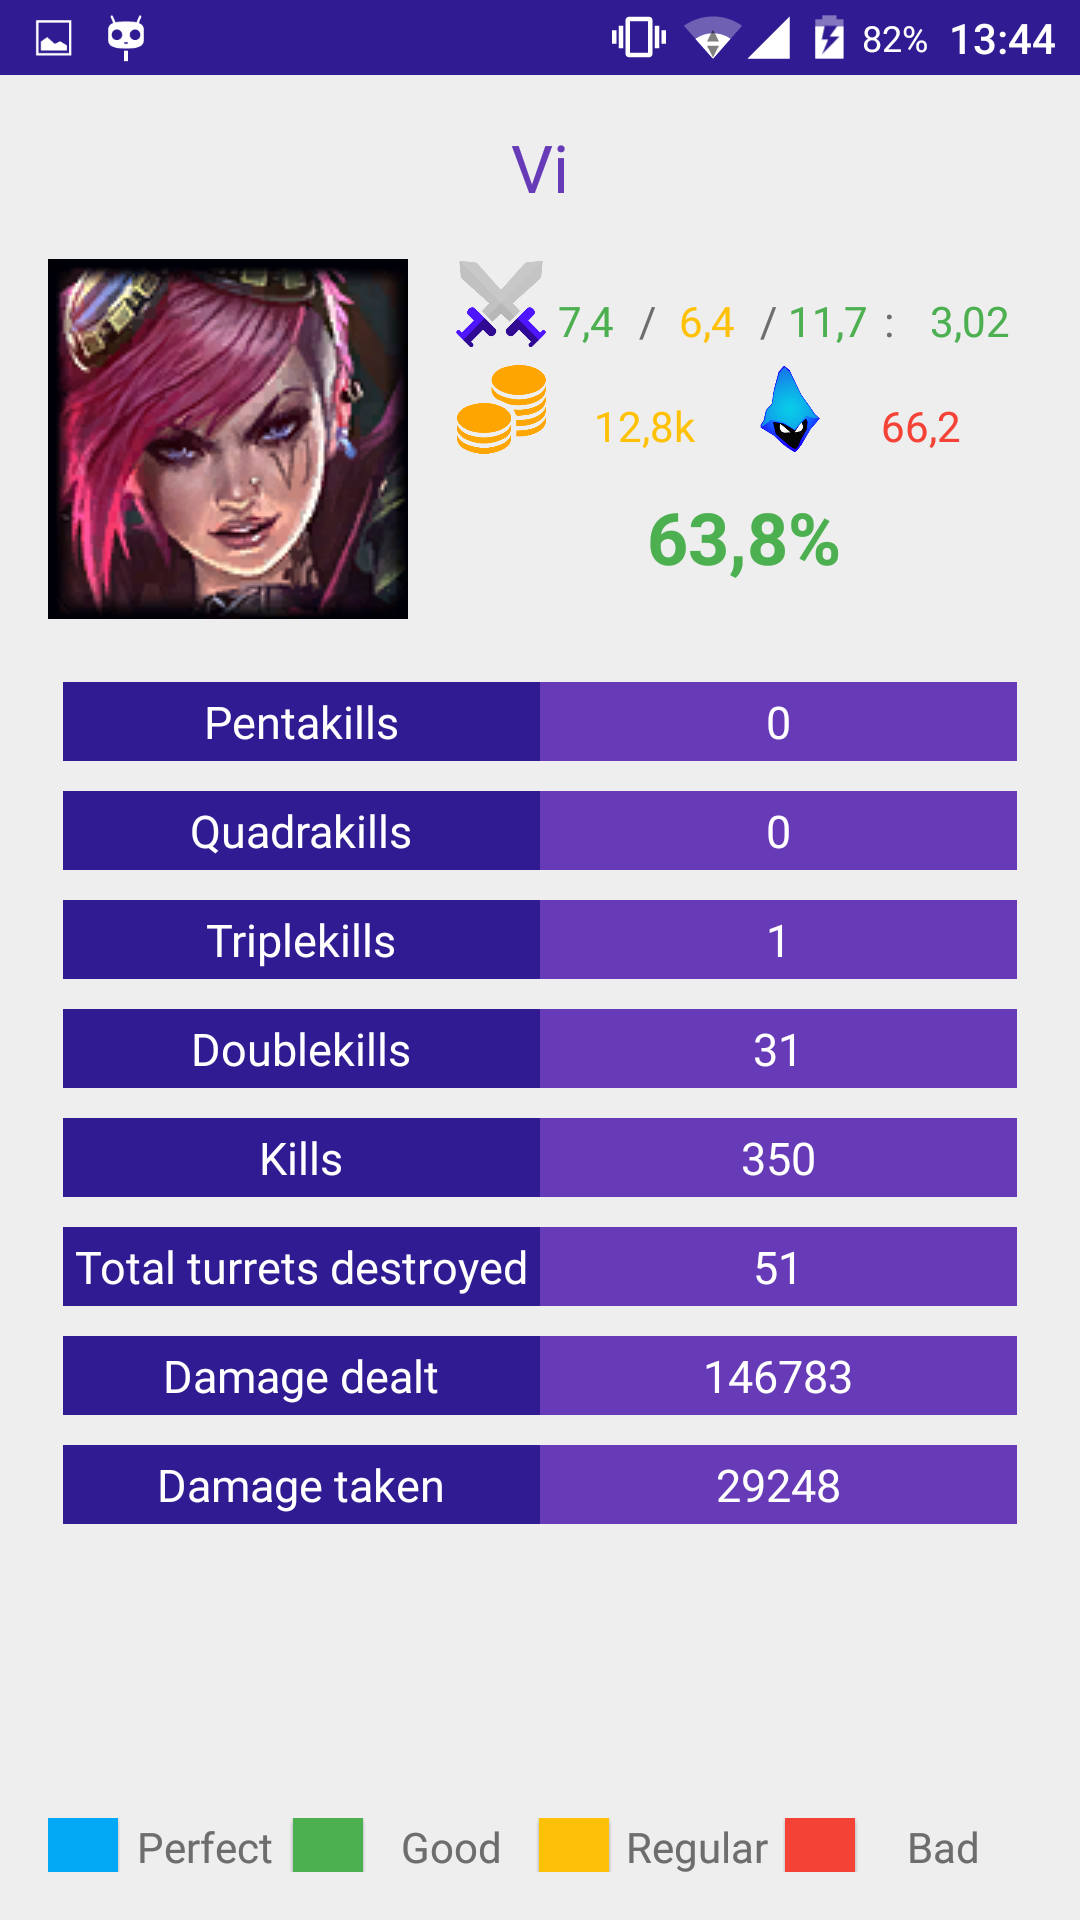 82% 13:44
Vi
7,4 / 6,4 / 11,7 : 3,02
12,8k 66,2
63,8%
Pentakills 0
Quadrakills 0
Triplekills 1
Doublekills 31
Kills 350
Total turrets destroyed 51
Damage dealt 146783
Damage taken 29248
Perfect Good Regular Bad